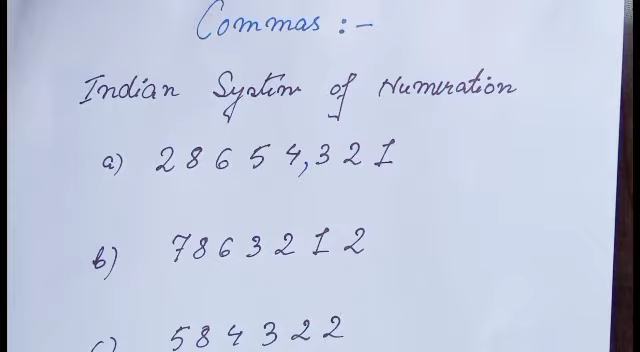 Commas :-
Indian System of Numeration
a) 2 8 6 5 4,3 2 1
b) 7 8 6 3 2 1 2
c) 5 8 4 3 2 2